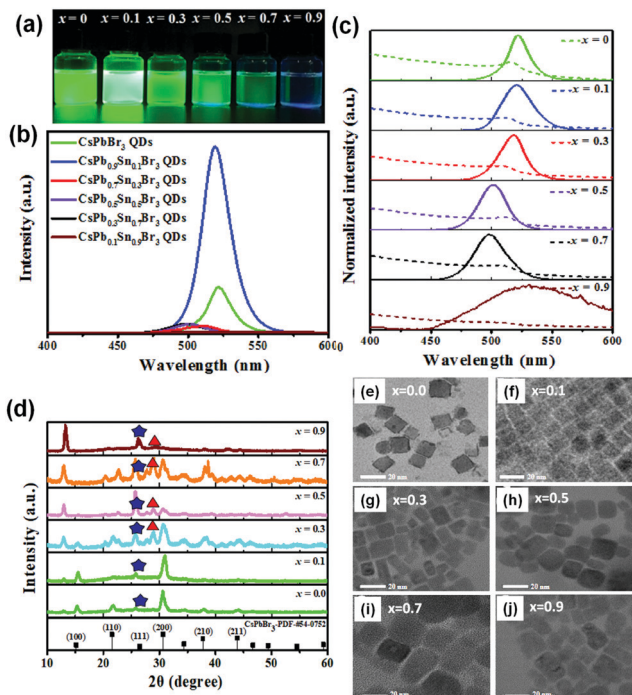 (a)
x = 0 x = 0.1 x = 0.3 x = 0.5 x = 0.7 x = 0.9
(b)
CsPbBr3 QDs
CsPb0.9Sn0.1Br3 QDs
CsPb0.7Sn0.3Br3 QDs
CsPb0.5Sn0.5Br3 QDs
CsPb0.3Sn0.7Br3 QDs
CsPb0.1Sn0.9Br3 QDs
Intensity (a.u.)
400 450 500 550 600
Wavelength (nm)
(c)
x = 0
x = 0.1
x = 0.3
x = 0.5
x = 0.7
x = 0.9
Normalized intensity (a.u.)
400 450 500 550 600
Wavelength (nm)
(d)
x = 0.9
x = 0.7
x = 0.5
x = 0.3
x = 0.1
x = 0.0
CsPbBr3-PDF-#54-0752
(100) (110) (111) (200) (210) (211)
Intensity (a.u.)
10 20 30 40 50 60
2θ (degree)
(e) x=0.0
20 nm
(f) x=0.1
20 nm
(g) x=0.3
20 nm
(h) x=0.5
20 nm
(i) x=0.7
20 nm
(j) x=0.9
20 nm